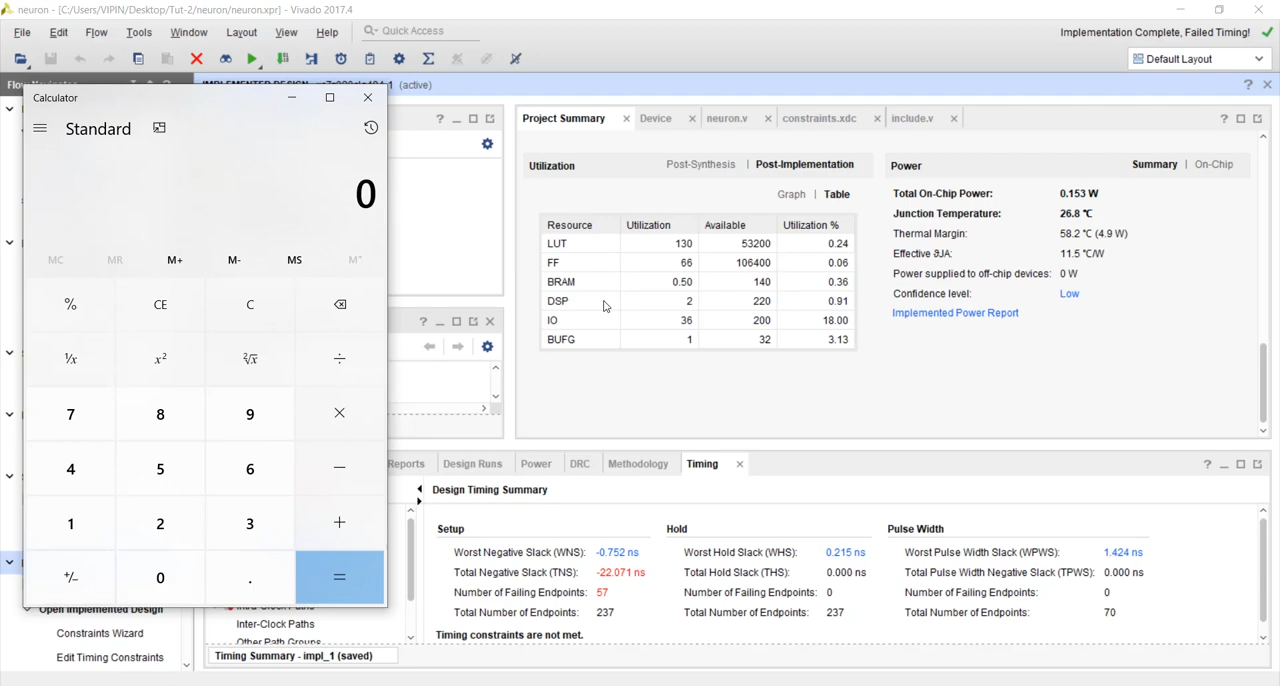 neuron - [C:/Users/VIPIN/Desktop/Tut-2/neuron/neuron.xpr] - Vivado 2017.4
File Edit Flow Tools Window Layout View Help Quick Access
Implementation Complete, Failed Timing!
Default Layout
(active)
Calculator
Standard
0
MC MR M+ M- MS
% CE C
¹/x x² ²√x ÷
7 8 9 ×
4 5 6 −
1 2 3 +
+/− 0 . =
Open Implemented Design
Constraints Wizard
Edit Timing Constraints
Project Summary Device neuron.v constraints.xdc include.v
Utilization Post-Synthesis | Post-Implementation
Graph | Table
Resource Utilization Available Utilization %
LUT 130 53200 0.24
FF 66 106400 0.06
BRAM 0.50 140 0.36
DSP 2 220 0.91
IO 36 200 18.00
BUFG 1 32 3.13
Power Summary | On-Chip
Total On-Chip Power: 0.153 W
Junction Temperature: 26.8 °C
Thermal Margin: 58.2 °C (4.9 W)
Effective ϑJA: 11.5 °C/W
Power supplied to off-chip devices: 0 W
Confidence level: Low
Implemented Power Report
Reports Design Runs Power DRC Methodology Timing
Design Timing Summary
Setup Hold Pulse Width
Worst Negative Slack (WNS): -0.752 ns Worst Hold Slack (WHS): 0.215 ns Worst Pulse Width Slack (WPWS): 1.424 ns
Total Negative Slack (TNS): -22.071 ns Total Hold Slack (THS): 0.000 ns Total Pulse Width Negative Slack (TPWS): 0.000 ns
Number of Failing Endpoints: 57 Number of Failing Endpoints: 0 Number of Failing Endpoints: 0
Total Number of Endpoints: 237 Total Number of Endpoints: 237 Total Number of Endpoints: 70
Timing constraints are not met.
Inter-Clock Paths
Other Path Groups
Timing Summary - impl_1 (saved)